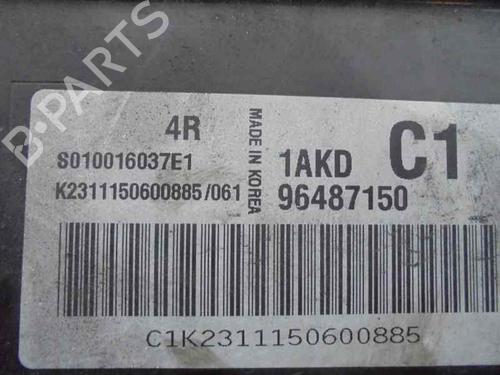 4R
S010016037E1
K2311150600885/061
MADE IN KOREA
1AKD C1
96487150
C1K2311150600885
B-PARTS